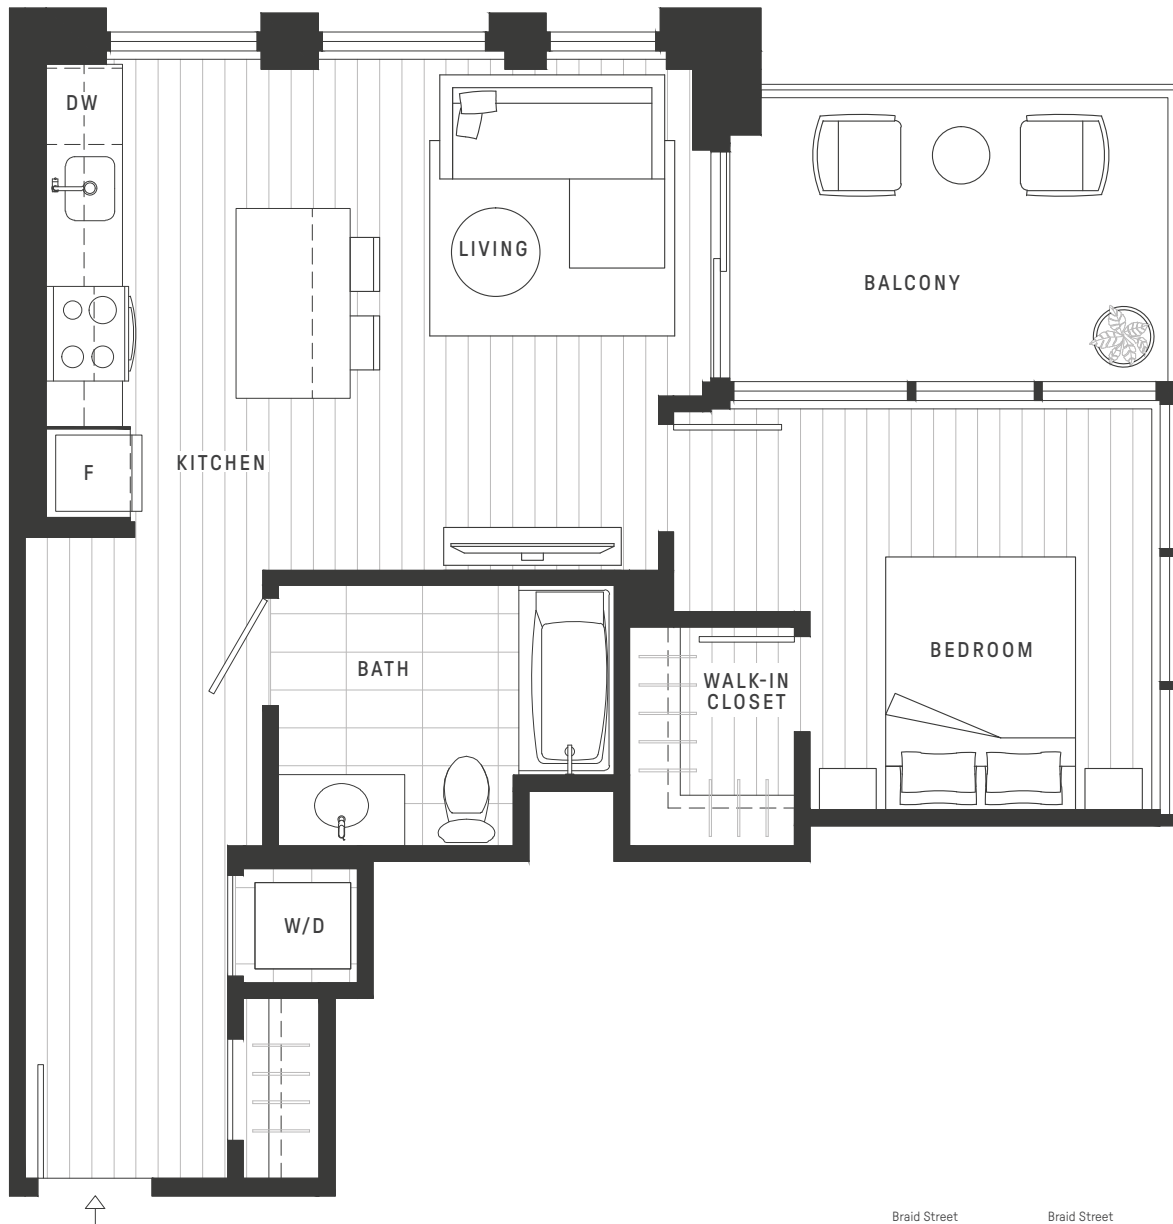 DW
LIVING
BALCONY
KITCHEN
F
BATH
BEDROOM
WALK-IN
CLOSET
W/D
Braid Street
Braid Street